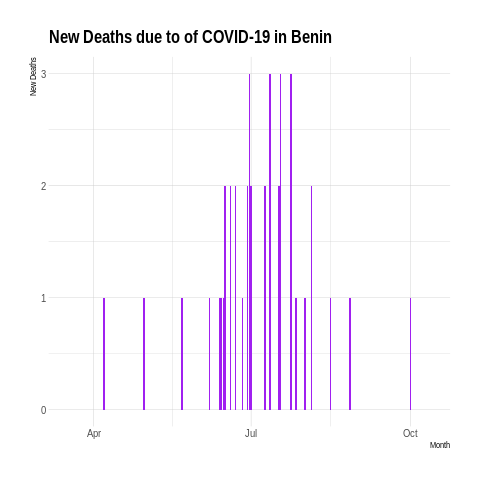 New Deaths due to of COVID-19 in Benin
New Deaths
3
2
1
0
Apr Jul Oct
Month